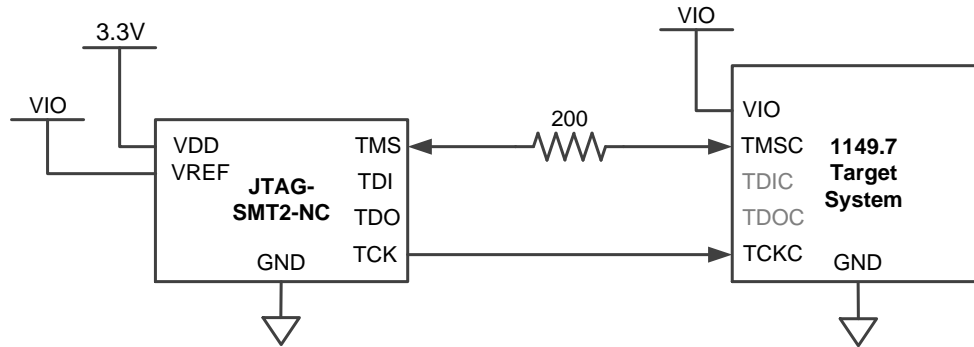 VIO
3.3V
VIO
VIO
200
VDD
TMS
TMSC
1149.7
VREF
TDI
TDIC
Target
JTAG-
System
SMT2-NC
TDO
TDOC
TCK
TCKC
GND
GND